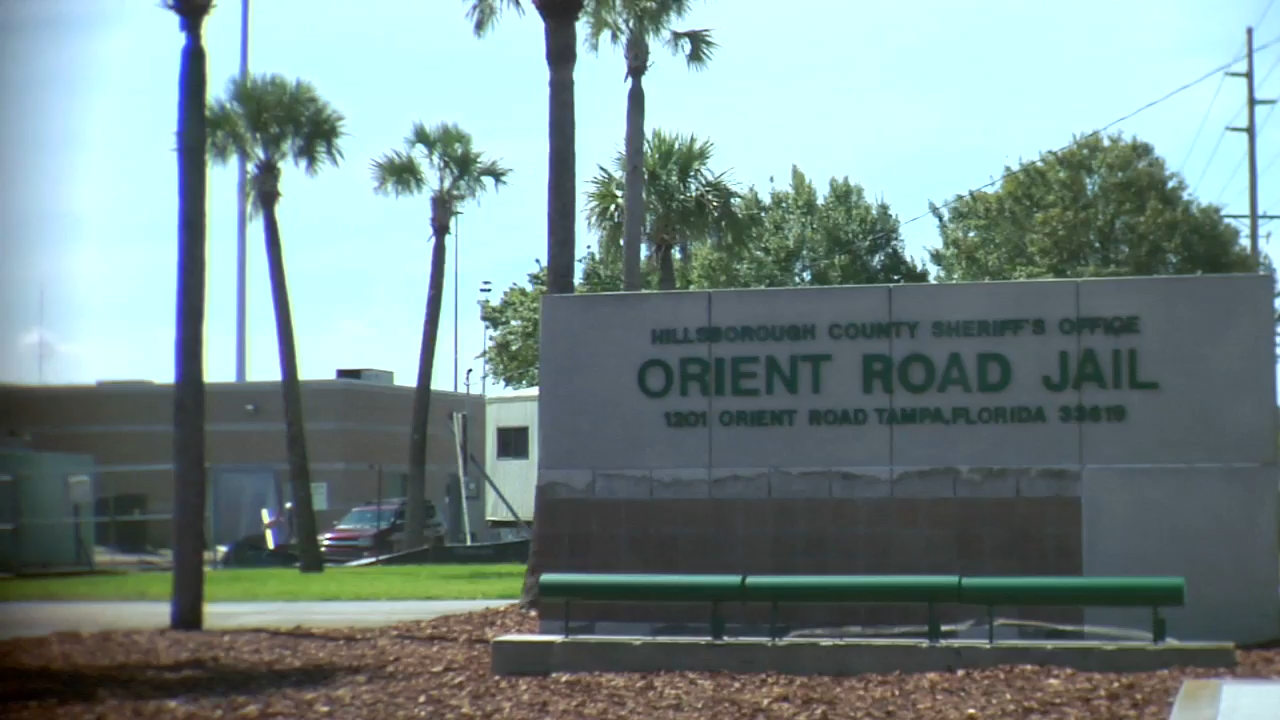 HILLSBOROUGH COUNTY SHERIFF'S OFFICE
ORIENT ROAD JAIL
1201 ORIENT ROAD TAMPA,FLORIDA 33619